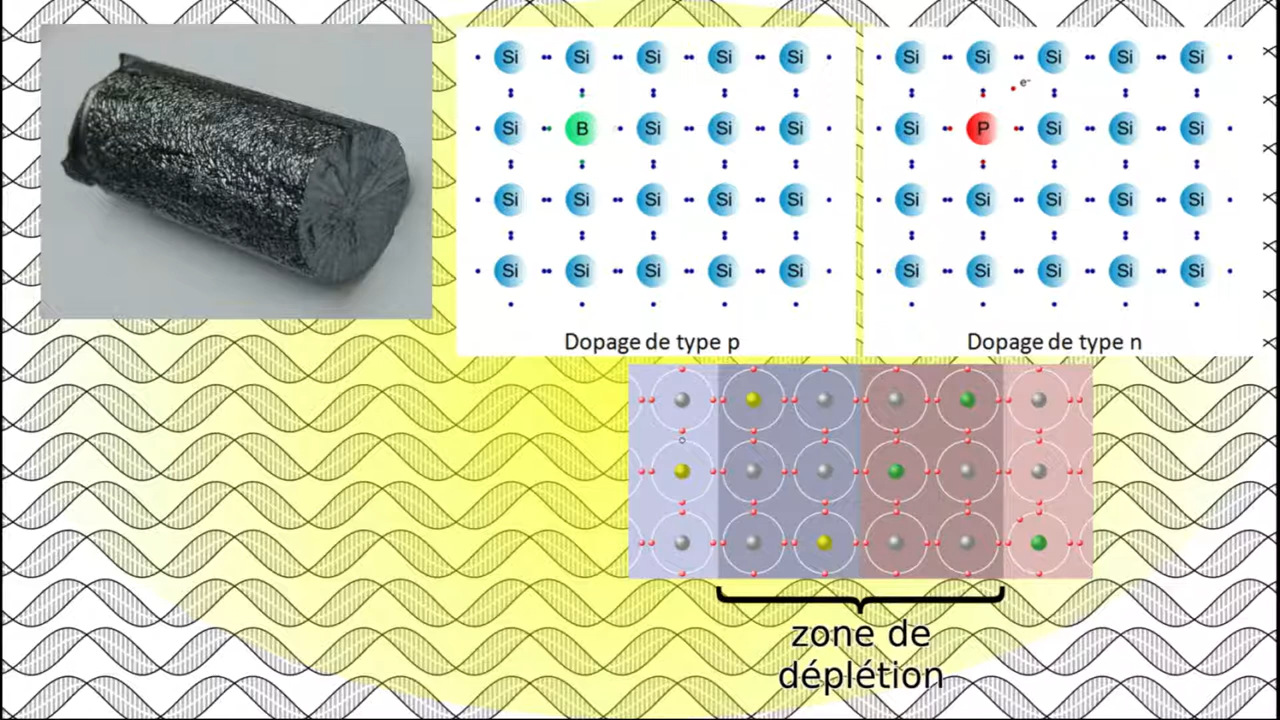 Si Si Si Si Si
Si B Si Si Si
Si Si Si Si Si
Si Si Si Si Si
Dopage de type p
Si Si Si Si Si
e-
Si P Si Si Si
Si Si Si Si Si
Si Si Si Si Si
Dopage de type n
zone de
déplétion